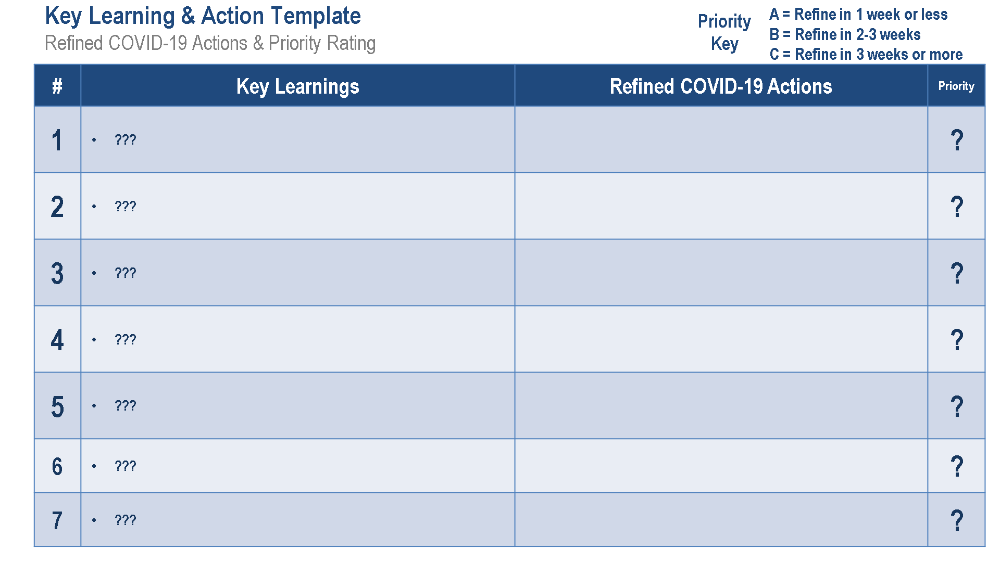 Key Learning & Action Template
Refined COVID-19 Actions & Priority Rating
Priority
Key
A = Refine in 1 week or less
B = Refine in 2-3 weeks
C = Refine in 3 weeks or more
# Key Learnings Refined COVID-19 Actions Priority
1 • ??? ?
2 • ??? ?
3 • ??? ?
4 • ??? ?
5 • ??? ?
6 • ??? ?
7 • ??? ?